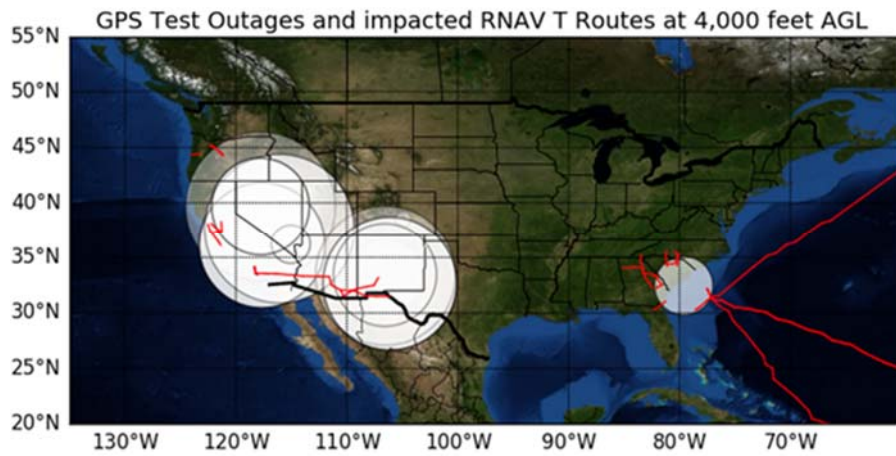 GPS Test Outages and impacted RNAV T Routes at 4,000 feet AGL
55°N
50°N
45°N
40°N
35°N
30°N
25°N
20°N
130°W 120°W 110°W 100°W 90°W 80°W 70°W